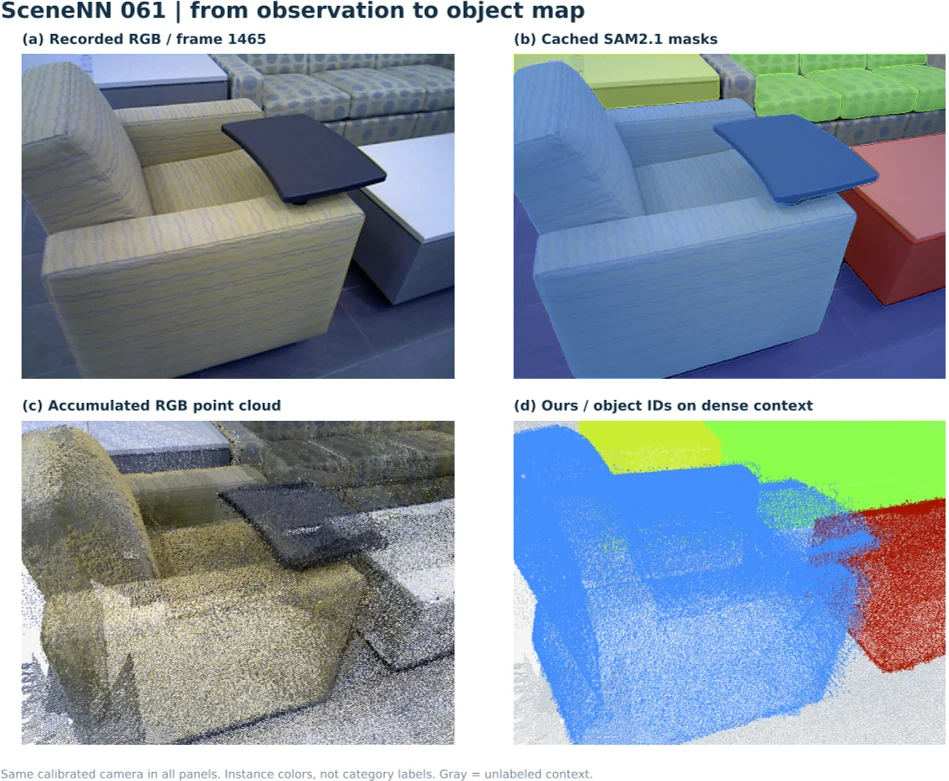 SceneNN 061 | from observation to object map
(a) Recorded RGB / frame 1465
(b) Cached SAM2.1 masks
(c) Accumulated RGB point cloud
(d) Ours / object IDs on dense context
Same calibrated camera in all panels. Instance colors, not category labels. Gray = unlabeled context.